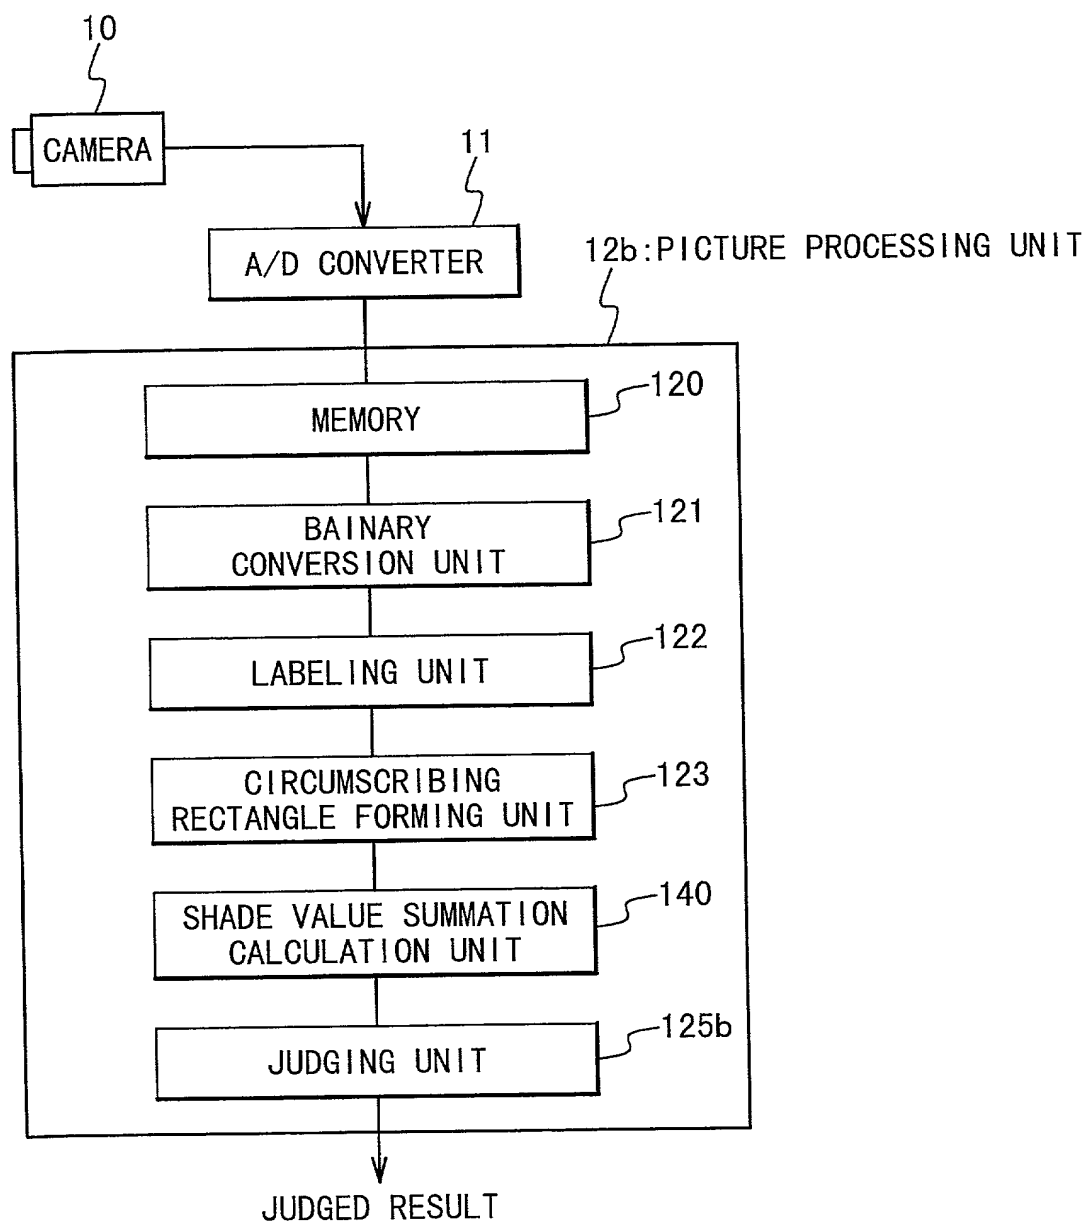 10
CAMERA
11
A/D CONVERTER
12b:PICTURE PROCESSING UNIT
120
MEMORY
121
BAINARY
CONVERSION UNIT
122
LABELING UNIT
123
CIRCUMSCRIBING
RECTANGLE FORMING UNIT
140
SHADE VALUE SUMMATION
CALCULATION UNIT
125b
JUDGING UNIT
JUDGED RESULT